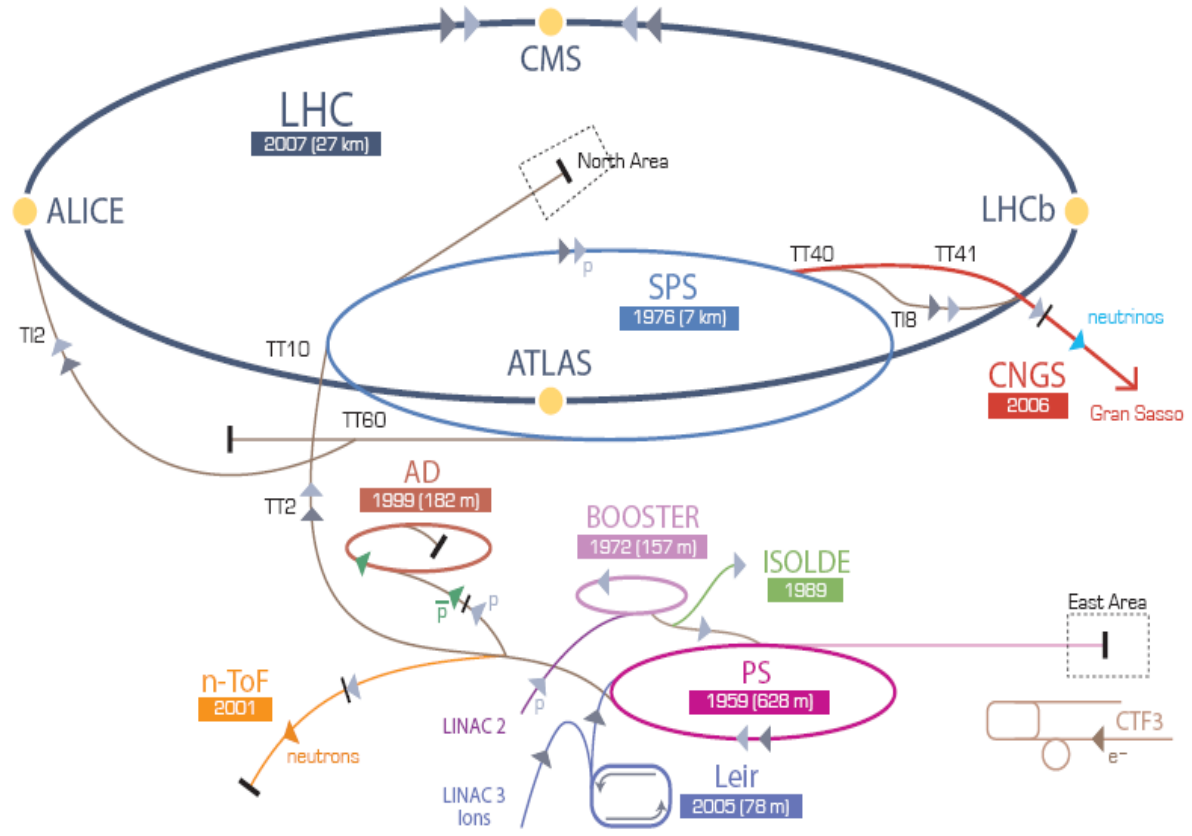 CMS
LHC
2007 (27 km)
North Area
ALICE
LHCb
TT40
TT41
p
SPS
1976 (7 km)
TI8
neutrinos
TI2
TT10
ATLAS
CNGS
2006
Gran Sasso
TT60
AD
1999 (182 m)
TT2
BOOSTER
1972 (157 m)
ISOLDE
1989
East Area
p̅
p
n-ToF
2001
PS
1959 (628 m)
p
LINAC 2
neutrons
CTF3
e⁻
Leir
2005 (78 m)
LINAC 3
Ions